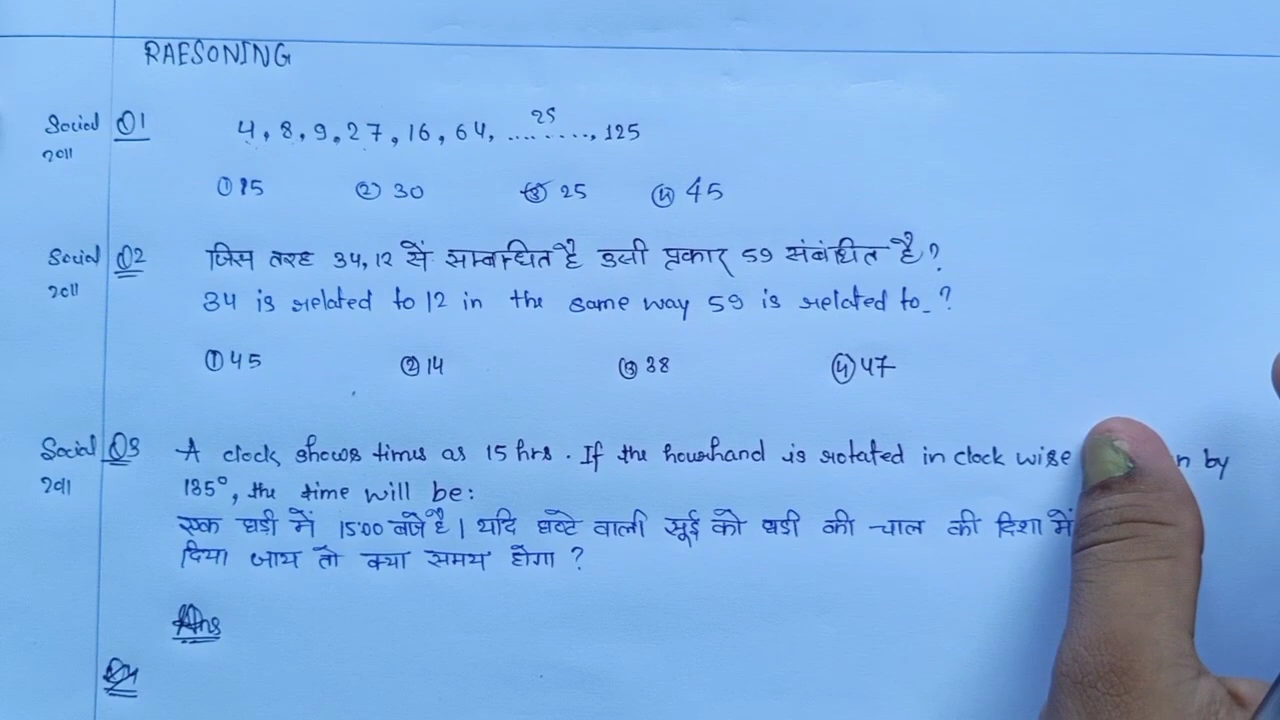 RAESONING
Social Q1 4, 8, 9, 27, 16, 64, ....25....., 125
2011
① 15 ② 30 ③ 25 ④ 45
Social Q2 जिस तरह 34, 12 सें सम्बन्धित है उसी प्रकार 59 संबंधित है?
2011 34 is related to 12 in the same way 59 is related to_?
① 45 ② 14 ③ 38 ④ 47
Social Q3 A clock shows times as 15 hrs. If the hourhand is rotated in clock wise by
2011 135°, the time will be:
एक घडी में 15:00 बजे है। यदि घण्टे वाली सूई को घडी की चाल की दिशा में
दिया जाय तो क्या समय होगा?
Ans